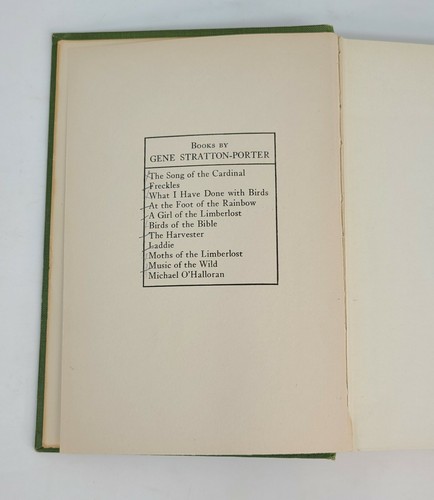 BOOKS BY
GENE STRATTON-PORTER
The Song of the Cardinal
Freckles
What I Have Done with Birds
At the Foot of the Rainbow
A Girl of the Limberlost
Birds of the Bible
The Harvester
Laddie
Moths of the Limberlost
Music of the Wild
Michael O'Halloran